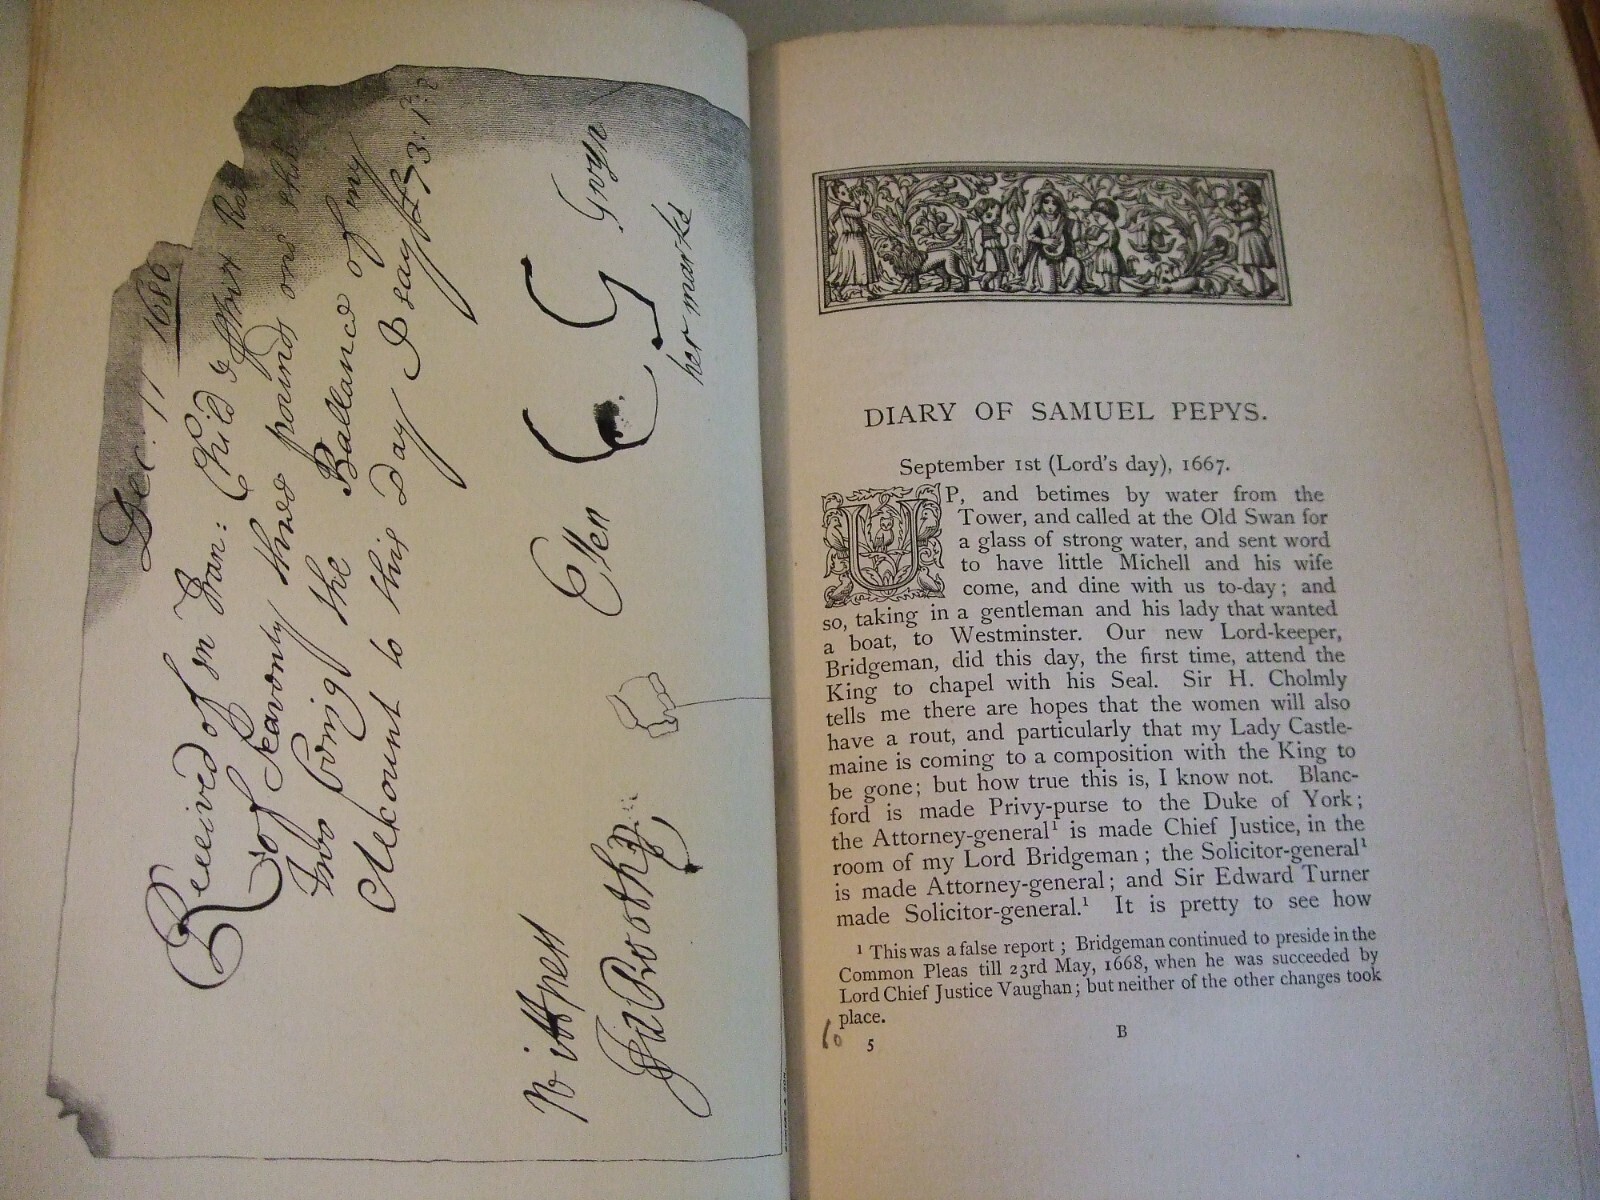 Dec: 17 1686
Received of Sr Fran: Child &
of Seavonty three pounds one shil
two being the Ballance of my
Ackount to this Day I say £ 73: 1: 2
Ellen E G Gwyn
her marke
Wittness
DIARY OF SAMUEL PEPYS.
September 1st (Lord's day), 1667.
UP, and betimes by water from the
Tower, and called at the Old Swan for
a glass of strong water, and sent word
to have little Michell and his wife
come, and dine with us to-day; and
so, taking in a gentleman and his lady that wanted
a boat, to Westminster. Our new Lord-keeper,
Bridgeman, did this day, the first time, attend the
King to chapel with his Seal. Sir H. Cholmly
tells me there are hopes that the women will also
have a rout, and particularly that my Lady Castle-
maine is coming to a composition with the King to
be gone; but how true this is, I know not. Blanc-
ford is made Privy-purse to the Duke of York;
the Attorney-general¹ is made Chief Justice, in the
room of my Lord Bridgeman; the Solicitor-general¹
is made Attorney-general; and Sir Edward Turner
made Solicitor-general.¹ It is pretty to see how
¹ This was a false report; Bridgeman continued to preside in the
Common Pleas till 23rd May, 1668, when he was succeeded by
Lord Chief Justice Vaughan; but neither of the other changes took
place.
5 B